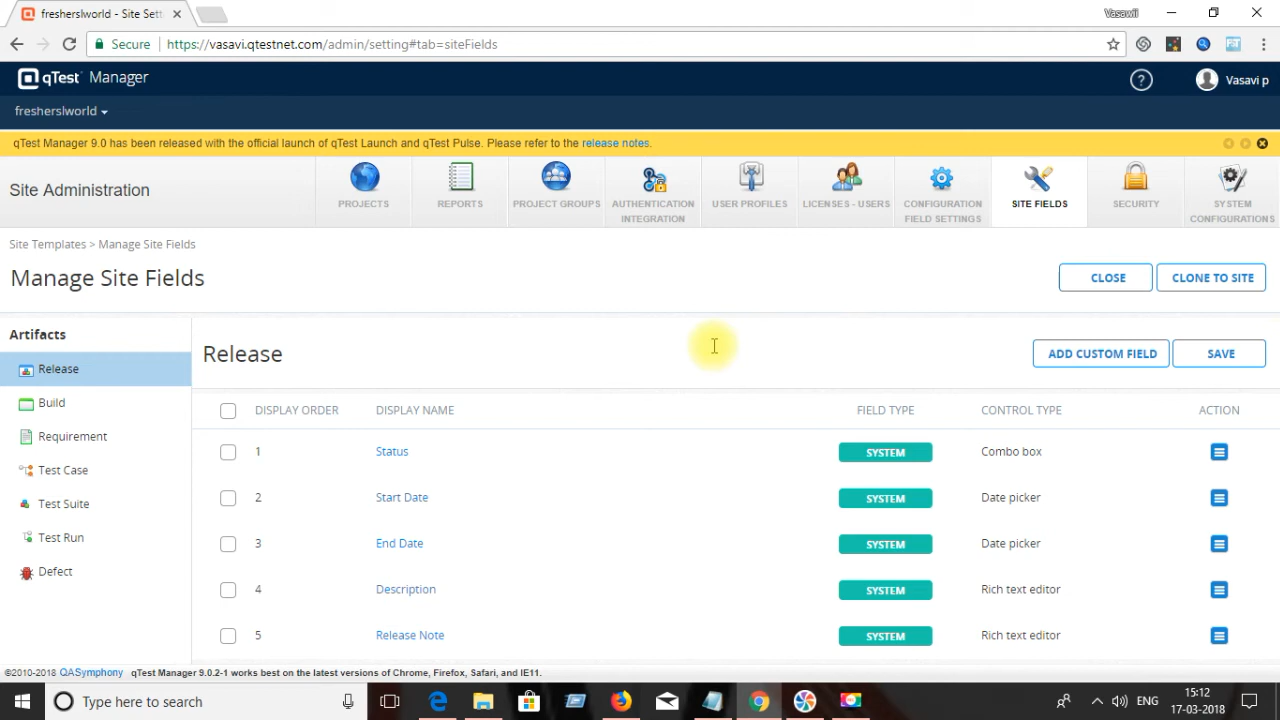 freshersIworld - Site Sett
Vasawii
Secure
https://vasavi.qtestnet.com/admin/setting#tab=siteFields
qTest Manager
Vasavi p
freshersIworld
qTest Manager 9.0 has been released with the official launch of qTest Launch and qTest Pulse. Please refer to the release notes.
Site Administration
PROJECTS
REPORTS
PROJECT GROUPS
AUTHENTICATION
INTEGRATION
USER PROFILES
LICENSES - USERS
CONFIGURATION
FIELD SETTINGS
SITE FIELDS
SECURITY
SYSTEM
CONFIGURATIONS
Site Templates > Manage Site Fields
Manage Site Fields
CLOSE
CLONE TO SITE
Artifacts
Release
Build
Requirement
Test Case
Test Suite
Test Run
Defect
Release
ADD CUSTOM FIELD
SAVE
DISPLAY ORDER DISPLAY NAME FIELD TYPE CONTROL TYPE ACTION
1 Status SYSTEM Combo box
2 Start Date SYSTEM Date picker
3 End Date SYSTEM Date picker
4 Description SYSTEM Rich text editor
5 Release Note SYSTEM Rich text editor
©2010-2018 QASymphony qTest Manager 9.0.2-1 works best on the latest versions of Chrome, Firefox, Safari, and IE11.
Type here to search
ENG
15:12
17-03-2018